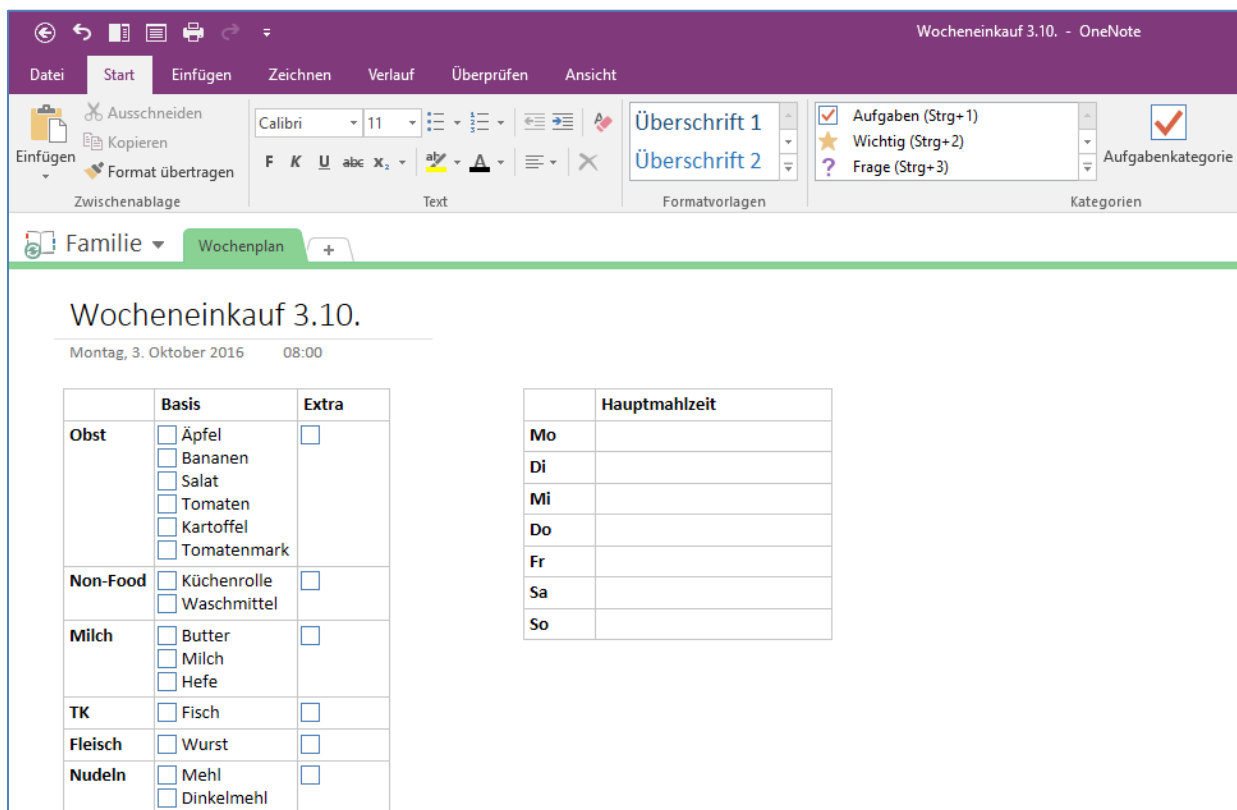 Wocheneinkauf 3.10. - OneNote
Datei Start Einfügen Zeichnen Verlauf Überprüfen Ansicht
Einfügen
Ausschneiden
Kopieren
Format übertragen
Zwischenablage
Calibri 11
F K U abc x₂ aby A
Text
Überschrift 1
Überschrift 2
Formatvorlagen
Aufgaben (Strg+1)
Wichtig (Strg+2)
? Frage (Strg+3)
Aufgabenkategorie
Kategorien
Familie Wochenplan +
Wocheneinkauf 3.10.
Montag, 3. Oktober 2016 08:00
Basis Extra
Obst Äpfel
Bananen
Salat
Tomaten
Kartoffel
Tomatenmark
Non-Food Küchenrolle
Waschmittel
Milch Butter
Milch
Hefe
TK Fisch
Fleisch Wurst
Nudeln Mehl
Dinkelmehl
Hauptmahlzeit
Mo
Di
Mi
Do
Fr
Sa
So